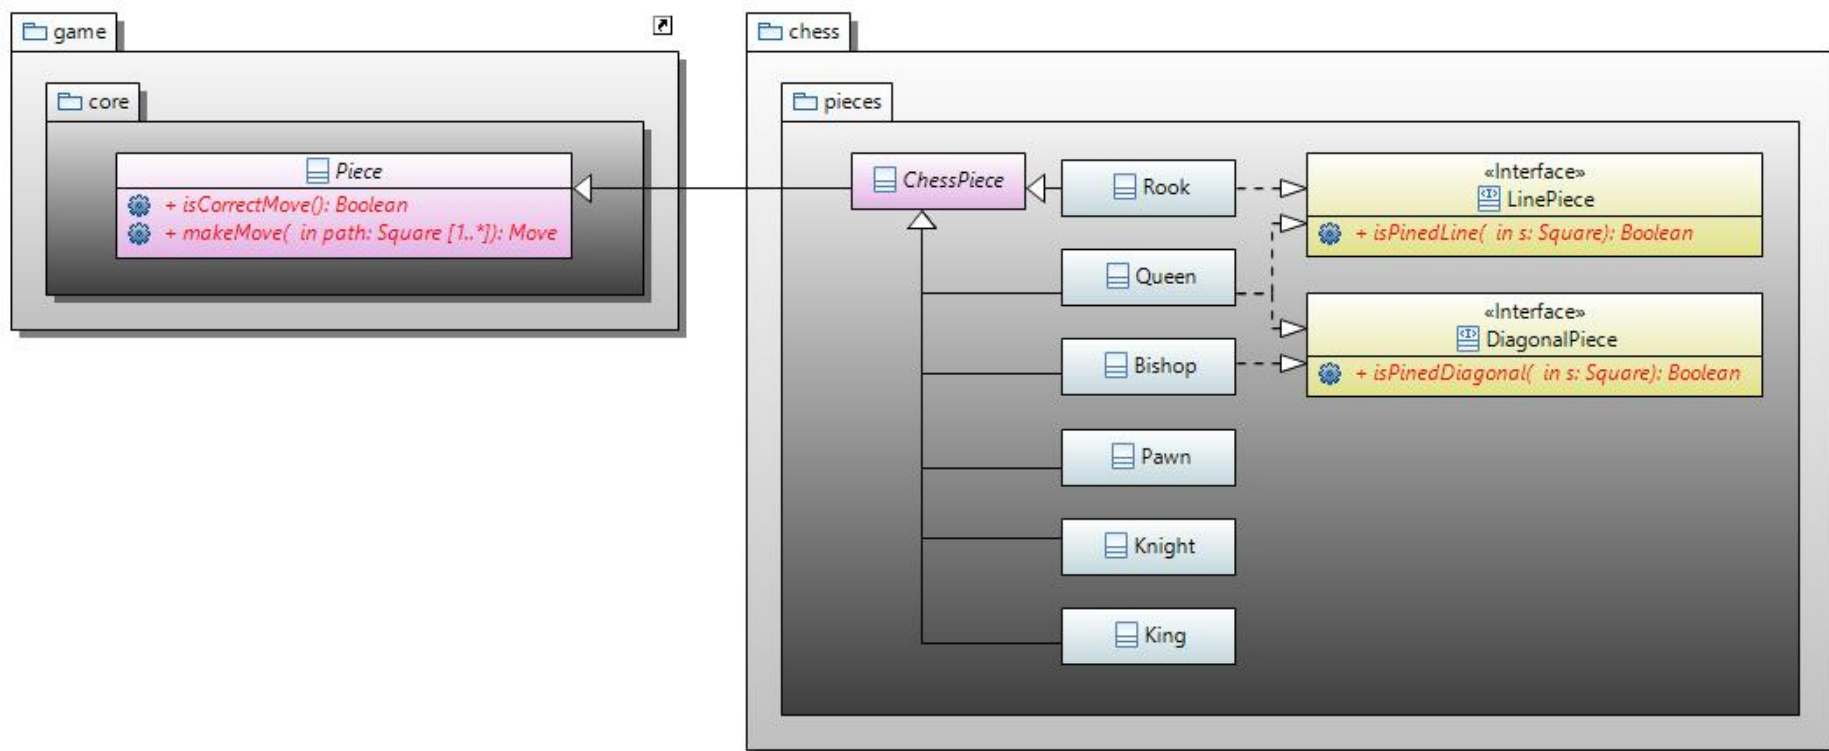 game
core
Piece
+ isCorrectMove(): Boolean
+ makeMove( in path: Square [1..*]): Move
chess
pieces
ChessPiece
Rook
Queen
Bishop
Pawn
Knight
King
«Interface»
LinePiece
+ isPinedLine( in s: Square): Boolean
«Interface»
DiagonalPiece
+ isPinedDiagonal( in s: Square): Boolean